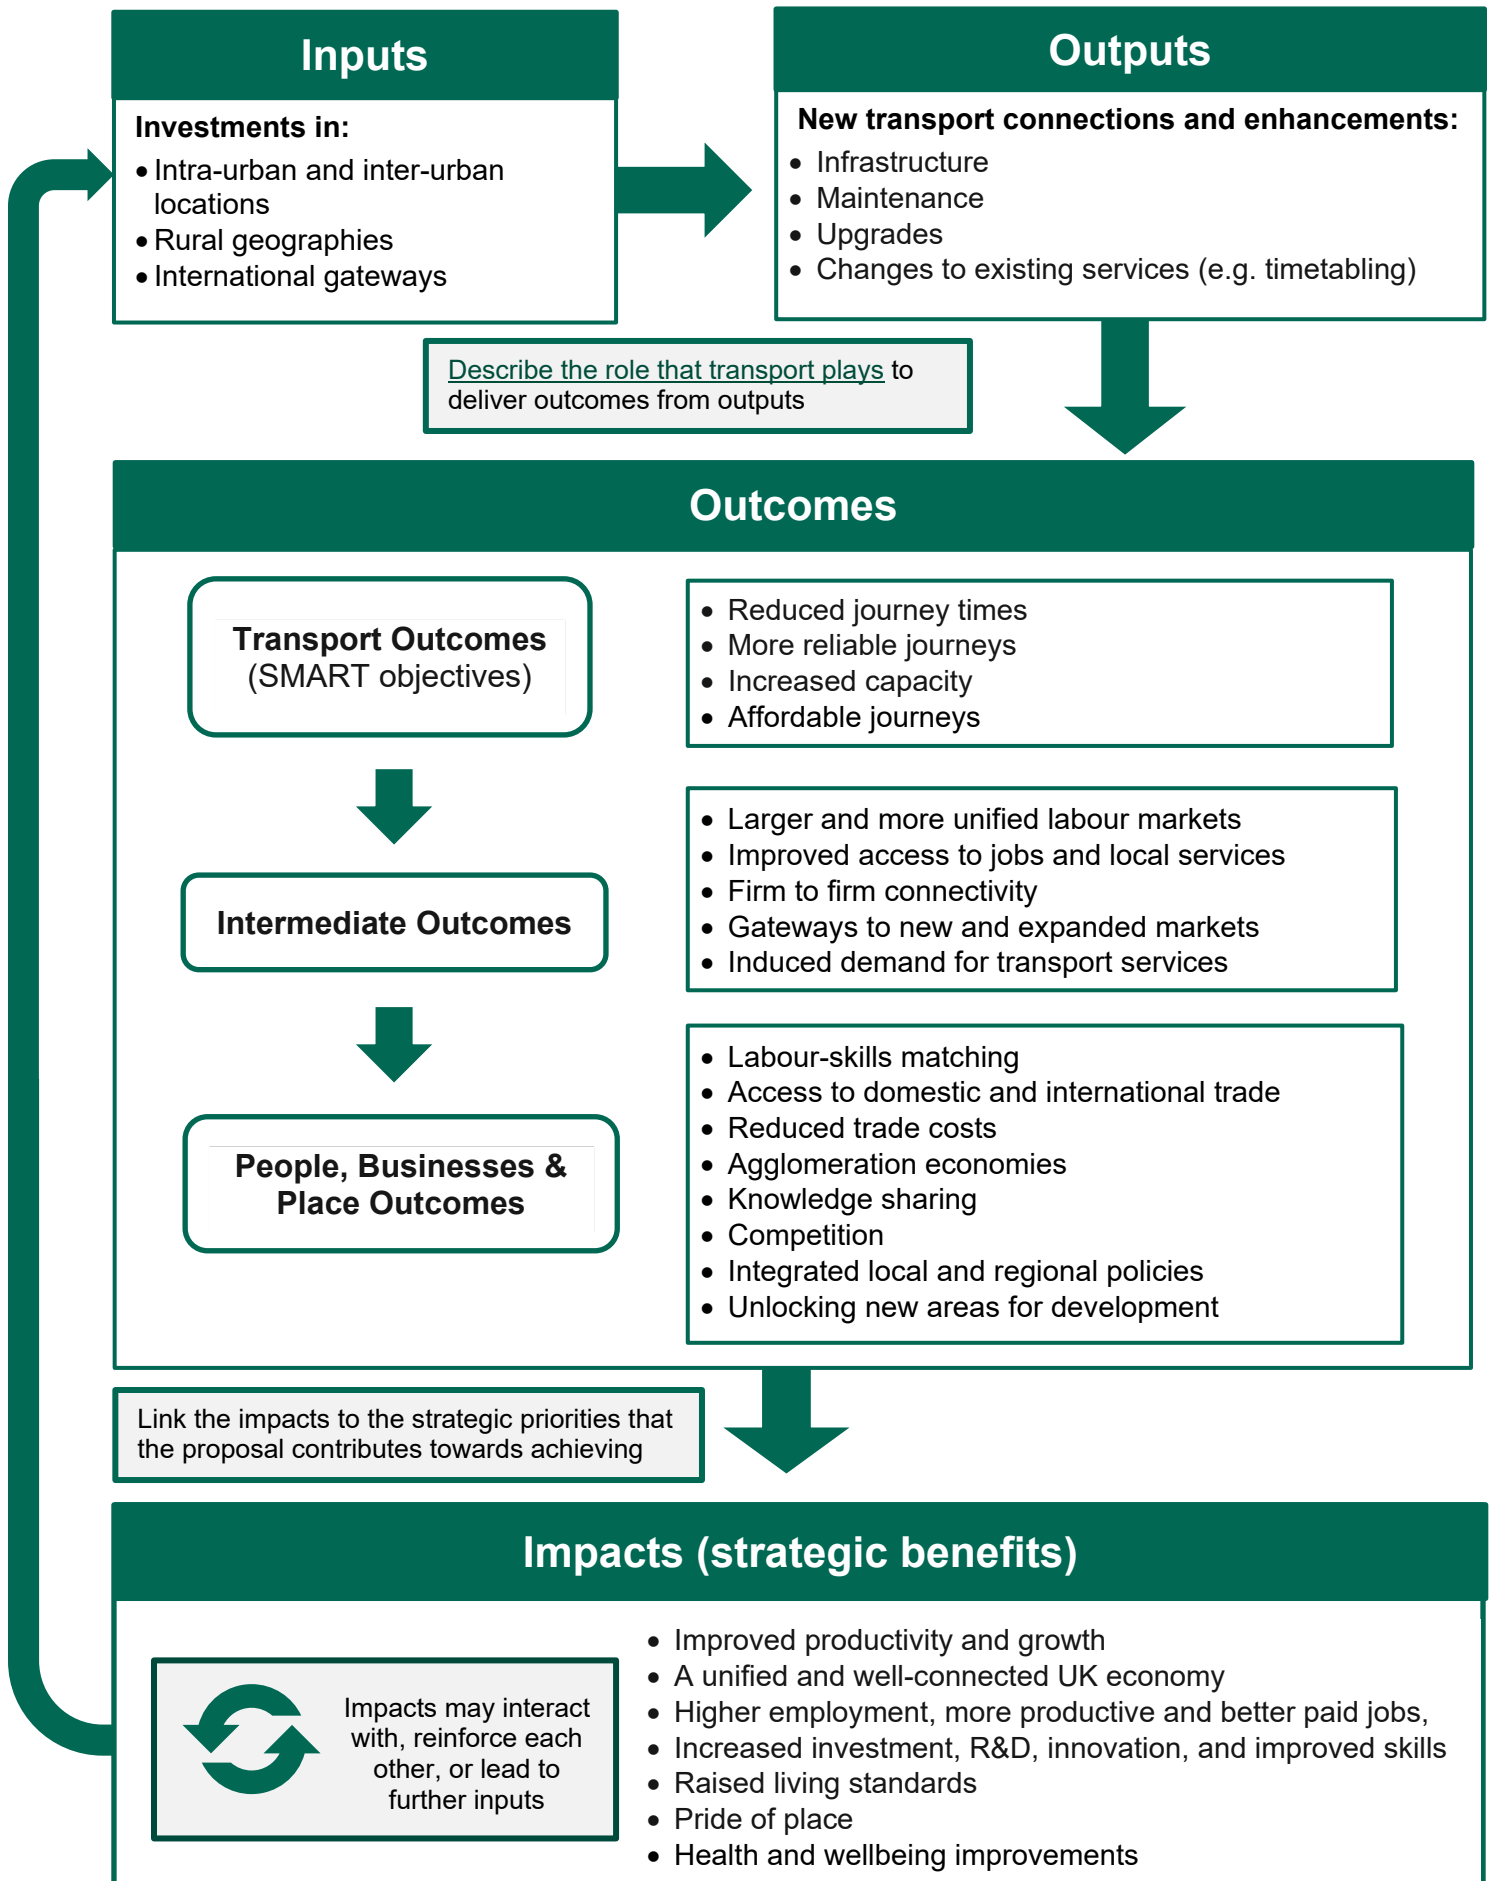 Inputs
Investments in:
• Intra-urban and inter-urban
locations
• Rural geographies
• International gateways
Outputs
New transport connections and enhancements:
• Infrastructure
• Maintenance
• Upgrades
• Changes to existing services (e.g. timetabling)
Describe the role that transport plays to
deliver outcomes from outputs
Outcomes
Transport Outcomes
(SMART objectives)
• Reduced journey times
• More reliable journeys
• Increased capacity
• Affordable journeys
Intermediate Outcomes
• Larger and more unified labour markets
• Improved access to jobs and local services
• Firm to firm connectivity
• Gateways to new and expanded markets
• Induced demand for transport services
People, Businesses &
Place Outcomes
• Labour-skills matching
• Access to domestic and international trade
• Reduced trade costs
• Agglomeration economies
• Knowledge sharing
• Competition
• Integrated local and regional policies
• Unlocking new areas for development
Link the impacts to the strategic priorities that
the proposal contributes towards achieving
Impacts (strategic benefits)
Impacts may interact
with, reinforce each
other, or lead to
further inputs
• Improved productivity and growth
• A unified and well-connected UK economy
• Higher employment, more productive and better paid jobs,
• Increased investment, R&D, innovation, and improved skills
• Raised living standards
• Pride of place
• Health and wellbeing improvements